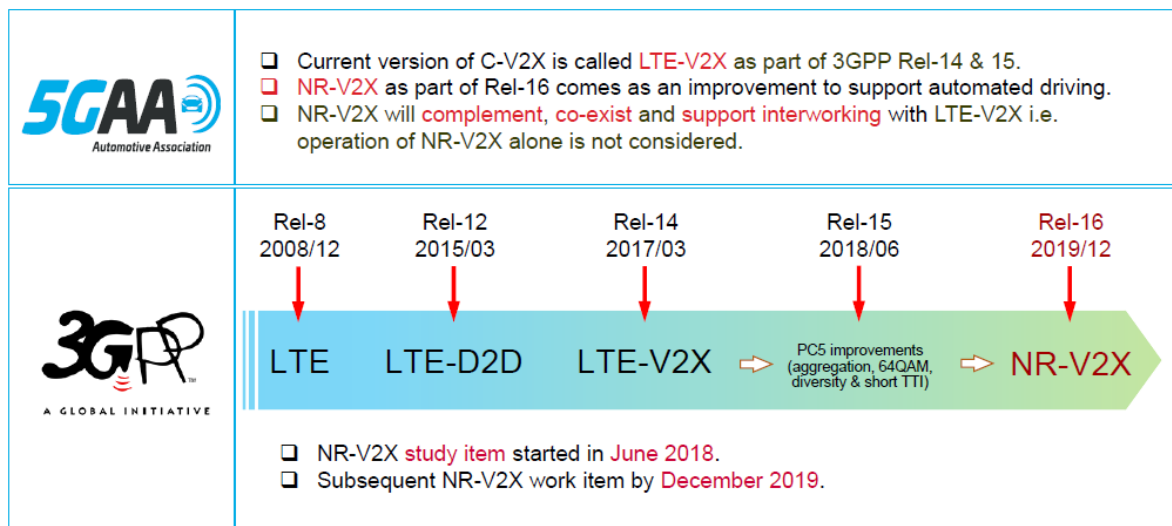 5GAA
Automotive Association
❑ Current version of C-V2X is called LTE-V2X as part of 3GPP Rel-14 & 15.
❑ NR-V2X as part of Rel-16 comes as an improvement to support automated driving.
❑ NR-V2X will complement, co-exist and support interworking with LTE-V2X i.e.
operation of NR-V2X alone is not considered.
3GPP
TM
A GLOBAL INITIATIVE
Rel-8
2008/12
Rel-12
2015/03
Rel-14
2017/03
Rel-15
2018/06
Rel-16
2019/12
LTE
LTE-D2D
LTE-V2X
PC5 improvements
(aggregation, 64QAM,
diversity & short TTI)
NR-V2X
❑ NR-V2X study item started in June 2018.
❑ Subsequent NR-V2X work item by December 2019.